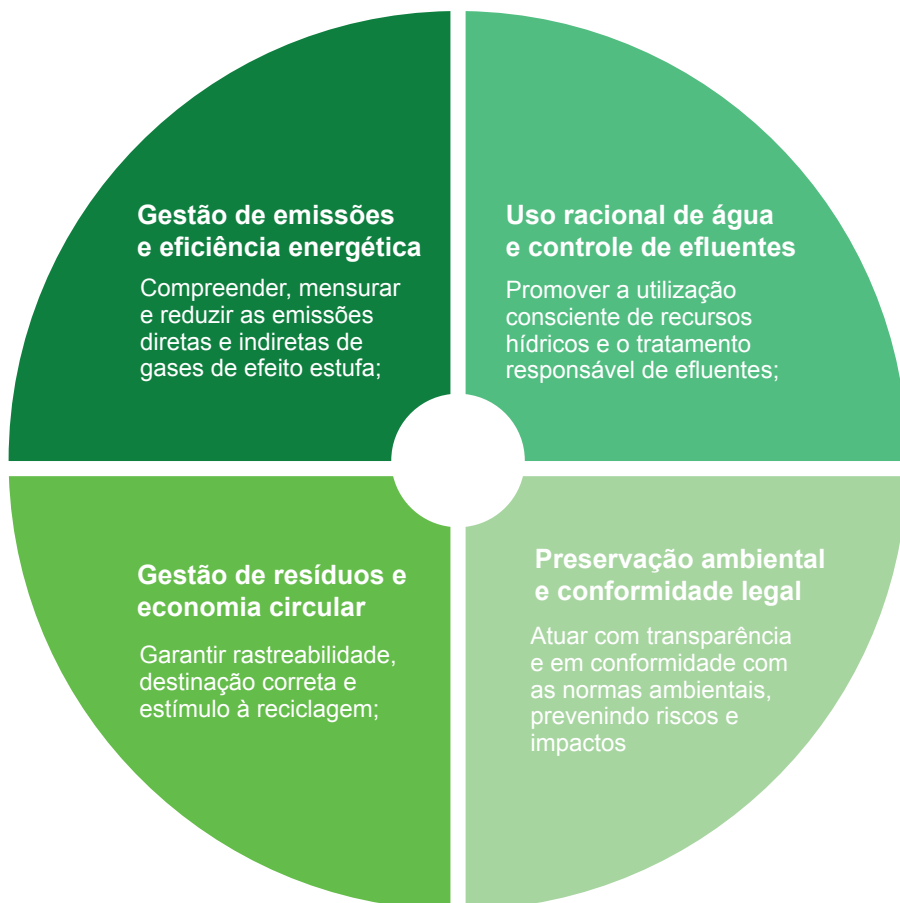 Gestão de emissões
e eficiência energética
Compreender, mensurar
e reduzir as emissões
diretas e indiretas de
gases de efeito estufa;
Uso racional de água
e controle de efluentes
Promover a utilização
consciente de recursos
hídricos e o tratamento
responsável de efluentes;
Gestão de resíduos e
economia circular
Garantir rastreabilidade,
destinação correta e
estímulo à reciclagem;
Preservação ambiental
e conformidade legal
Atuar com transparência
e em conformidade com
as normas ambientais,
prevenindo riscos e
impactos